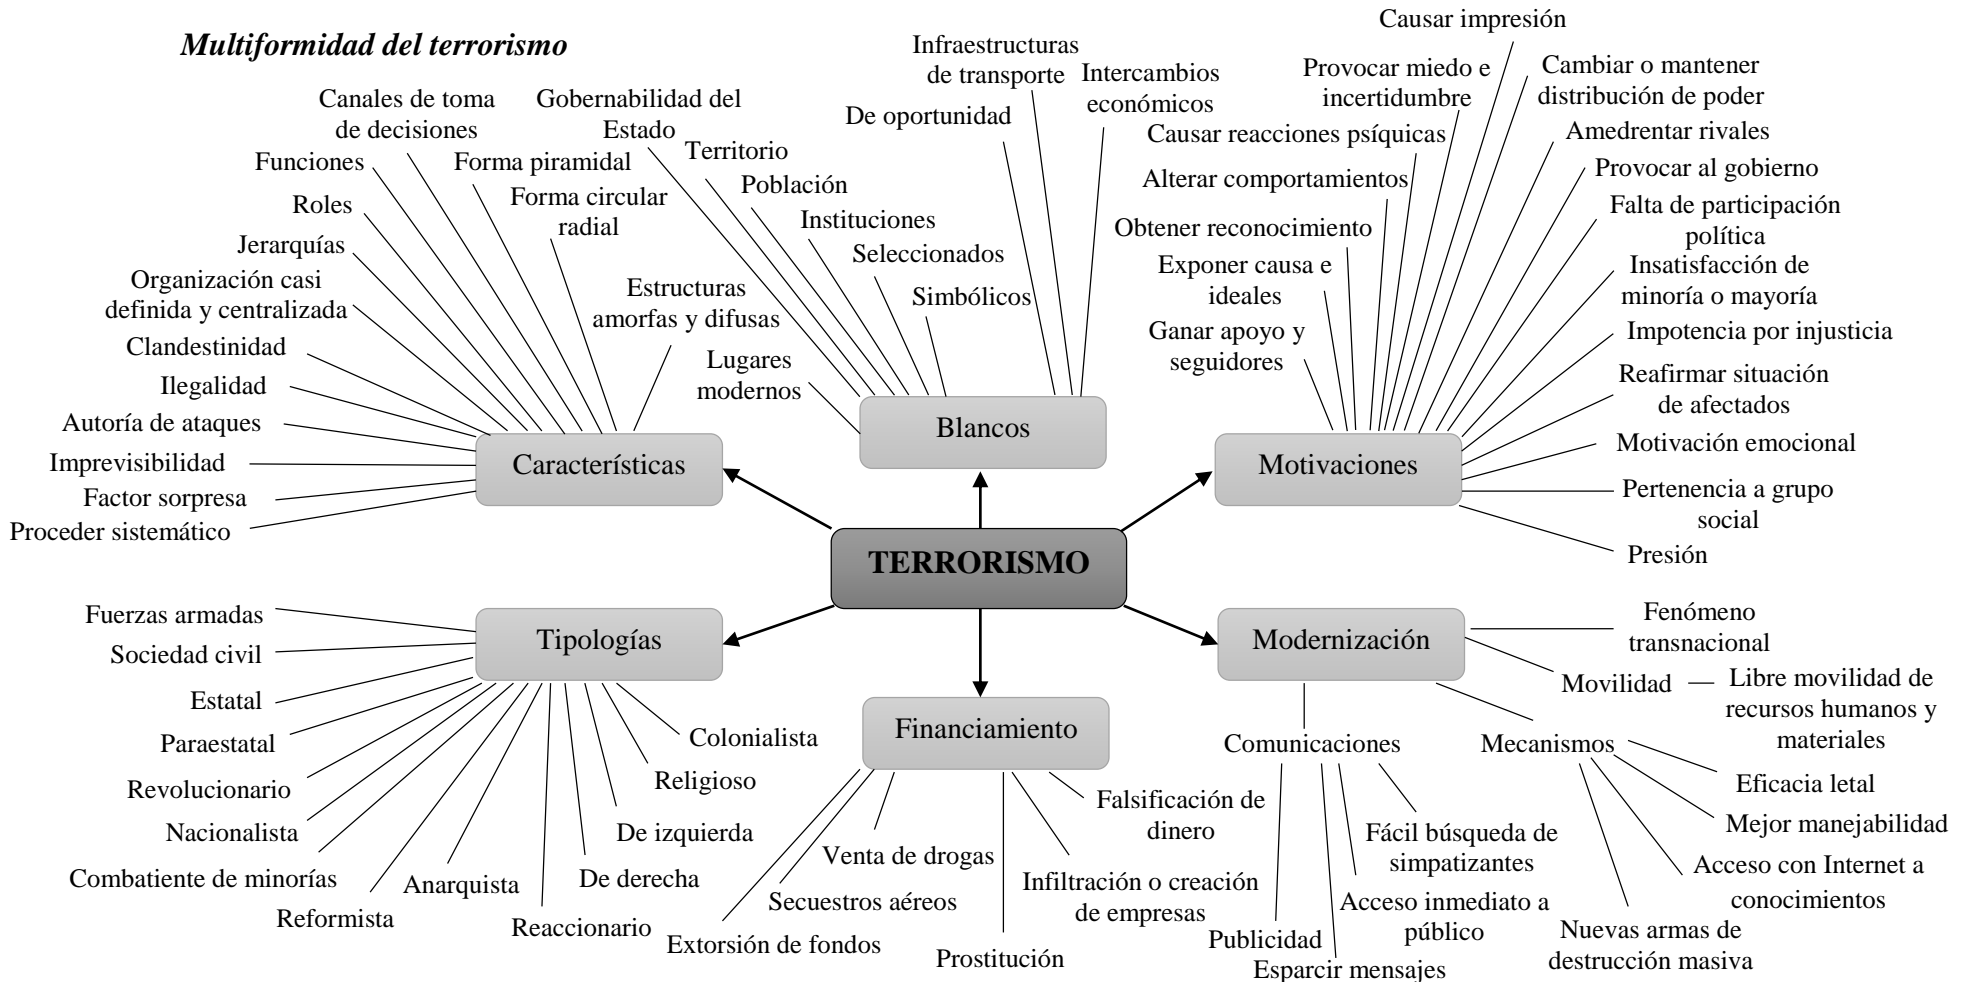 Multiformidad del terrorismo
Canales de toma
de decisiones
Funciones
Forma piramidal
Roles
Forma circular
radial
Jerarquías
Organización casi
definida y centralizada
Estructuras
amorfas y difusas
Clandestinidad
Ilegalidad
Autoría de ataques
Imprevisibilidad
Factor sorpresa
Proceder sistemático
Características
Gobernabilidad del
Estado
Territorio
Población
Instituciones
Seleccionados
Simbólicos
Lugares
modernos
De oportunidad
Infraestructuras
de transporte
Intercambios
económicos
Blancos
Causar impresión
Provocar miedo e
incertidumbre
Causar reacciones psíquicas
Alterar comportamientos
Obtener reconocimiento
Exponer causa e
ideales
Ganar apoyo y
seguidores
Cambiar o mantener
distribución de poder
Amedrentar rivales
Provocar al gobierno
Falta de participación
política
Insatisfacción de
minoría o mayoría
Impotencia por injusticia
Reafirmar situación
de afectados
Motivación emocional
Pertenencia a grupo
social
Presión
Motivaciones
TERRORISMO
Tipologías
Fuerzas armadas
Sociedad civil
Estatal
Paraestatal
Revolucionario
Nacionalista
Combatiente de minorías
Reformista
Anarquista
Reaccionario
De derecha
De izquierda
Religioso
Colonialista
Financiamiento
Extorsión de fondos
Secuestros aéreos
Venta de drogas
Prostitución
Infiltración o creación
de empresas
Falsificación de
dinero
Modernización
Fenómeno
transnacional
Movilidad
Libre movilidad de
recursos humanos y
materiales
Comunicaciones
Publicidad
Esparcir mensajes
Acceso inmediato a
público
Fácil búsqueda de
simpatizantes
Mecanismos
Eficacia letal
Mejor manejabilidad
Acceso con Internet a
conocimientos
Nuevas armas de
destrucción masiva